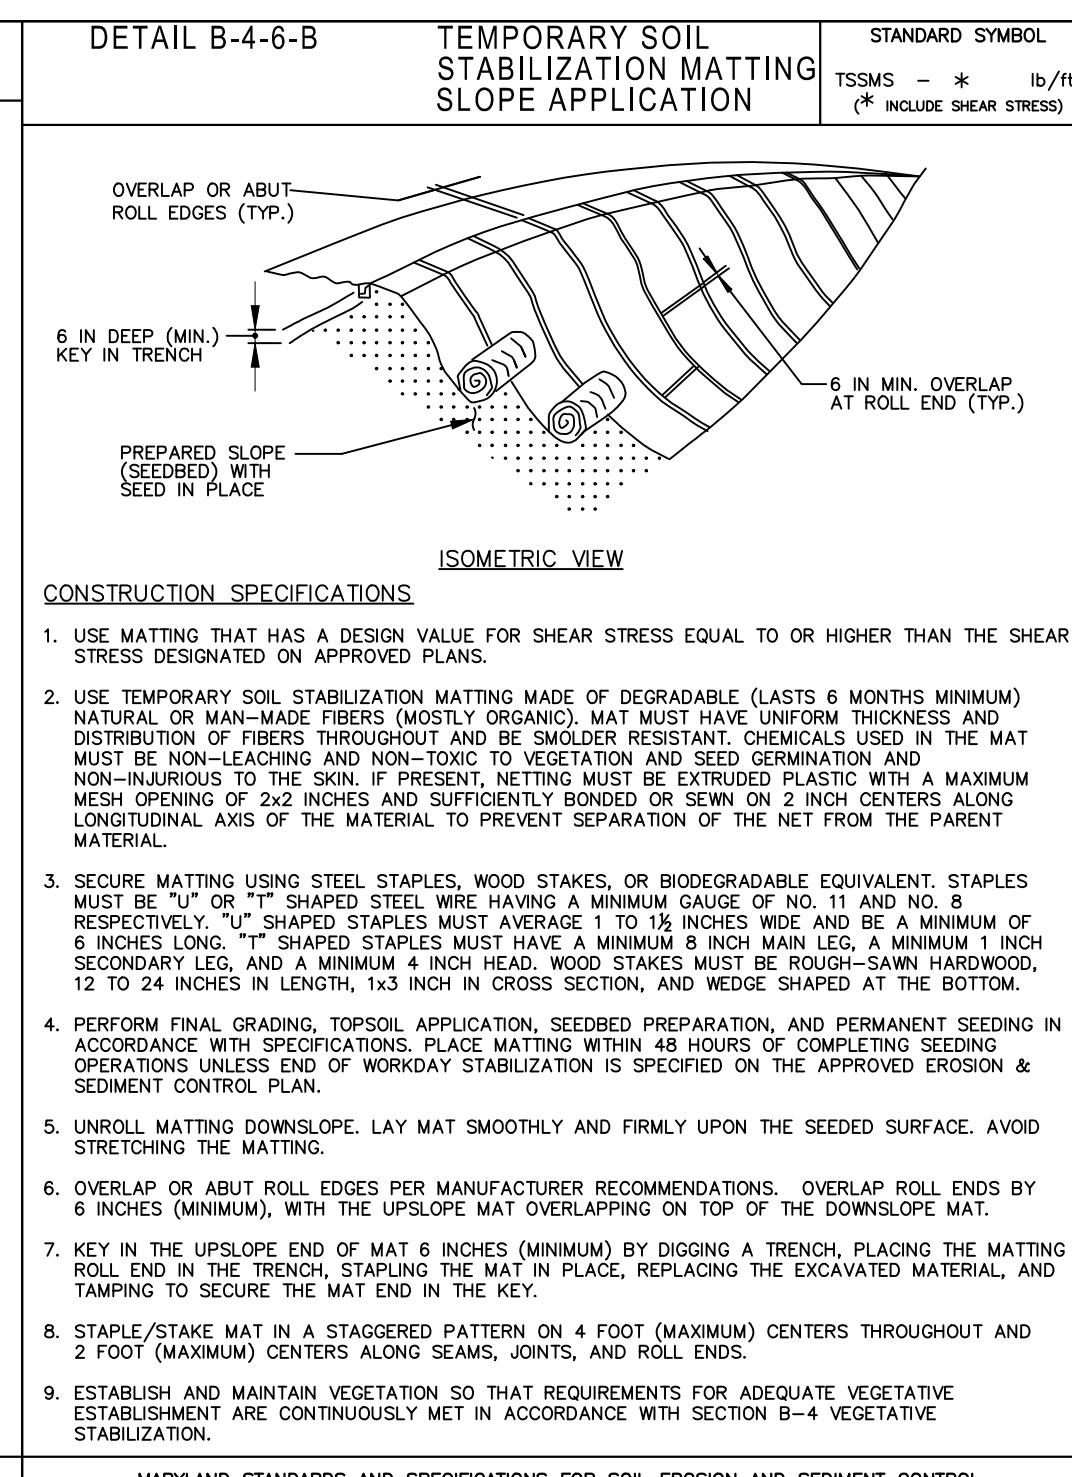 DETAIL B-4-6-B
TEMPORARY SOIL
STABILIZATION MATTING
SLOPE APPLICATION
STANDARD SYMBOL
TSSMS - * lb/ft
(* INCLUDE SHEAR STRESS)
OVERLAP OR ABUT
ROLL EDGES (TYP.)
6 IN DEEP (MIN.)
KEY IN TRENCH
6 IN MIN. OVERLAP
AT ROLL END (TYP.)
PREPARED SLOPE
(SEEDBED) WITH
SEED IN PLACE
ISOMETRIC VIEW
CONSTRUCTION SPECIFICATIONS
1. USE MATTING THAT HAS A DESIGN VALUE FOR SHEAR STRESS EQUAL TO OR HIGHER THAN THE SHEAR
STRESS DESIGNATED ON APPROVED PLANS.
2. USE TEMPORARY SOIL STABILIZATION MATTING MADE OF DEGRADABLE (LASTS 6 MONTHS MINIMUM)
NATURAL OR MAN-MADE FIBERS (MOSTLY ORGANIC). MAT MUST HAVE UNIFORM THICKNESS AND
DISTRIBUTION OF FIBERS THROUGHOUT AND BE SMOLDER RESISTANT. CHEMICALS USED IN THE MAT
MUST BE NON-LEACHING AND NON-TOXIC TO VEGETATION AND SEED GERMINATION AND
NON-INJURIOUS TO THE SKIN. IF PRESENT, NETTING MUST BE EXTRUDED PLASTIC WITH A MAXIMUM
MESH OPENING OF 2x2 INCHES AND SUFFICIENTLY BONDED OR SEWN ON 2 INCH CENTERS ALONG
LONGITUDINAL AXIS OF THE MATERIAL TO PREVENT SEPARATION OF THE NET FROM THE PARENT
MATERIAL.
3. SECURE MATTING USING STEEL STAPLES, WOOD STAKES, OR BIODEGRADABLE EQUIVALENT. STAPLES
MUST BE "U" OR "T" SHAPED STEEL WIRE HAVING A MINIMUM GAUGE OF NO. 11 AND NO. 8
RESPECTIVELY. "U" SHAPED STAPLES MUST AVERAGE 1 TO 1½ INCHES WIDE AND BE A MINIMUM OF
6 INCHES LONG. "T" SHAPED STAPLES MUST HAVE A MINIMUM 8 INCH MAIN LEG, A MINIMUM 1 INCH
SECONDARY LEG, AND A MINIMUM 4 INCH HEAD. WOOD STAKES MUST BE ROUGH-SAWN HARDWOOD,
12 TO 24 INCHES IN LENGTH, 1x3 INCH IN CROSS SECTION, AND WEDGE SHAPED AT THE BOTTOM.
4. PERFORM FINAL GRADING, TOPSOIL APPLICATION, SEEDBED PREPARATION, AND PERMANENT SEEDING IN
ACCORDANCE WITH SPECIFICATIONS. PLACE MATTING WITHIN 48 HOURS OF COMPLETING SEEDING
OPERATIONS UNLESS END OF WORKDAY STABILIZATION IS SPECIFIED ON THE APPROVED EROSION &
SEDIMENT CONTROL PLAN.
5. UNROLL MATTING DOWNSLOPE. LAY MAT SMOOTHLY AND FIRMLY UPON THE SEEDED SURFACE. AVOID
STRETCHING THE MATTING.
6. OVERLAP OR ABUT ROLL EDGES PER MANUFACTURER RECOMMENDATIONS. OVERLAP ROLL ENDS BY
6 INCHES (MINIMUM), WITH THE UPSLOPE MAT OVERLAPPING ON TOP OF THE DOWNSLOPE MAT.
7. KEY IN THE UPSLOPE END OF MAT 6 INCHES (MINIMUM) BY DIGGING A TRENCH, PLACING THE MATTING
ROLL END IN THE TRENCH, STAPLING THE MAT IN PLACE, REPLACING THE EXCAVATED MATERIAL, AND
TAMPING TO SECURE THE MAT END IN THE KEY.
8. STAPLE/STAKE MAT IN A STAGGERED PATTERN ON 4 FOOT (MAXIMUM) CENTERS THROUGHOUT AND
2 FOOT (MAXIMUM) CENTERS ALONG SEAMS, JOINTS, AND ROLL ENDS.
9. ESTABLISH AND MAINTAIN VEGETATION SO THAT REQUIREMENTS FOR ADEQUATE VEGETATIVE
ESTABLISHMENT ARE CONTINUOUSLY MET IN ACCORDANCE WITH SECTION B-4 VEGETATIVE
STABILIZATION.
MARYLAND STANDARDS AND SPECIFICATIONS FOR SOIL EROSION AND SEDIMENT CONTROL